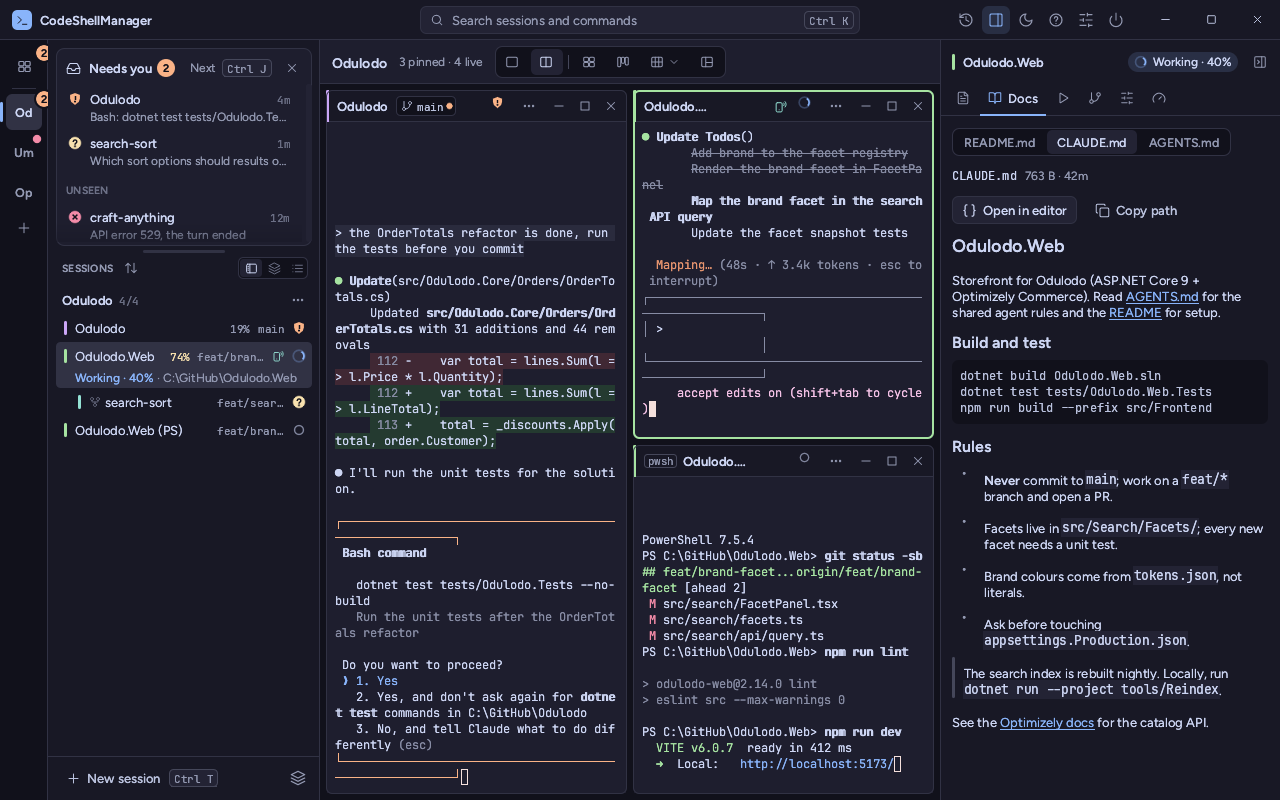 CodeShellManager
Search sessions and commands
Ctrl K
2
Od
2
Um
Op
Needs you 2 Next Ctrl J
Odulodo 4m
Bash: dotnet test tests/Odulodo.Te…
search-sort 1m
Which sort options should results o…
UNSEEN
craft-anything 12m
API error 529, the turn ended
SESSIONS
Odulodo 4/4
Odulodo 19% main
Odulodo.Web 74% feat/bran…
Working · 40% · C:\GitHub\Odulodo.Web
search-sort feat/sear…
Odulodo.Web (PS) feat/bran…
New session Ctrl T
Odulodo 3 pinned · 4 live
Odulodo main
> the OrderTotals refactor is done, run
the tests before you commit
● Update(src/Odulodo.Core/Orders/OrderTo
tals.cs)
Updated src/Odulodo.Core/Orders/Ord
erTotals.cs with 31 additions and 44 rem
ovals
112 - var total = lines.Sum(l =
> l.Price * l.Quantity);
112 + var total = lines.Sum(l =
> l.LineTotal);
113 + total = _discounts.Apply(
total, order.Customer);
● I'll run the unit tests for the soluti
on.
Bash command
dotnet test tests/Odulodo.Tests --no-
build
Run the unit tests after the OrderTot
als refactor
Do you want to proceed?
❯ 1. Yes
2. Yes, and don't ask again for dotne
t test commands in C:\GitHub\Odulodo
3. No, and tell Claude what to do dif
ferently (esc)
Odulodo.…
● Update Todos()
Add brand to the facet registry
Render the brand facet in FacetPa
nel
Map the brand facet in the search
API query
Update the facet snapshot tests
Mapping… (48s · ↑ 3.4k tokens · esc to
interrupt)
>
accept edits on (shift+tab to cycle
)
pwsh Odulodo.…
PowerShell 7.5.4
PS C:\GitHub\Odulodo.Web> git status -sb
## feat/brand-facet...origin/feat/brand-
facet [ahead 2]
M src/search/FacetPanel.tsx
M src/search/facets.ts
M src/search/api/query.ts
PS C:\GitHub\Odulodo.Web> npm run lint
> odulodo-web@2.14.0 lint
> eslint src --max-warnings 0
PS C:\GitHub\Odulodo.Web> npm run dev
VITE v6.0.7 ready in 412 ms
➜ Local: http://localhost:5173/
Odulodo.Web Working · 40%
Docs
README.md CLAUDE.md AGENTS.md
CLAUDE.md 763 B · 42m
{ } Open in editor Copy path
Odulodo.Web
Storefront for Odulodo (ASP.NET Core 9 +
Optimizely Commerce). Read AGENTS.md for the
shared agent rules and the README for setup.
Build and test
dotnet build Odulodo.Web.sln
dotnet test tests/Odulodo.Web.Tests
npm run build --prefix src/Frontend
Rules
• Never commit to main; work on a feat/*
branch and open a PR.
• Facets live in src/Search/Facets/; every new
facet needs a unit test.
• Brand colours come from tokens.json, not
literals.
• Ask before touching
appsettings.Production.json.
The search index is rebuilt nightly. Locally, run
dotnet run --project tools/Reindex.
See the Optimizely docs for the catalog API.